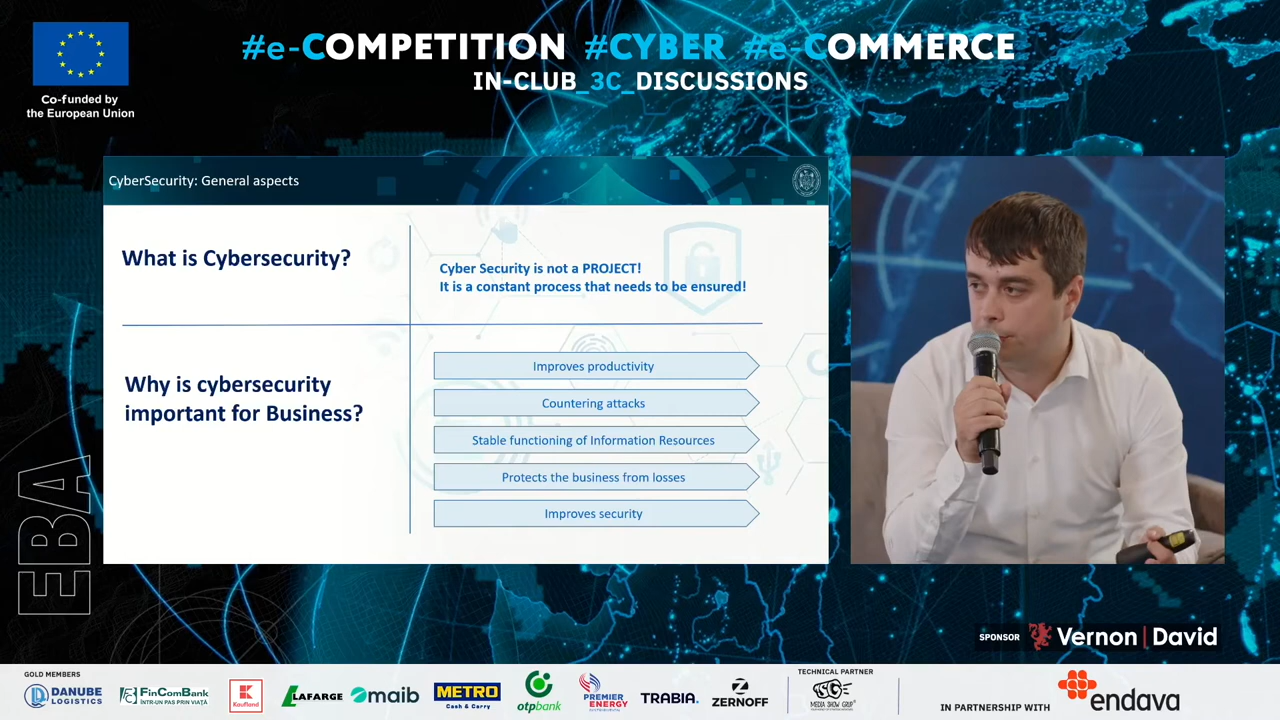 #e-COMPETITION #CYBER #e-COMMERCE
IN-CLUB_3C_DISCUSSIONS
Co-funded by
the European Union
CyberSecurity: General aspects
What is Cybersecurity?
Cyber Security is not a PROJECT!
It is a constant process that needs to be ensured!
Why is cybersecurity
important for Business?
Improves productivity
Countering attacks
Stable functioning of Information Resources
Protects the business from losses
Improves security
EBA
SPONSOR
Vernon | David
GOLD MEMBERS
DANUBE
LOGISTICS
FinComBank
ÎNTR-UN PAS PRIN VIAȚĂ
Kaufland
LAFARGE
maib
METRO
Cash & Carry
otpbank
PREMIER
ENERGY
TRABIA
ZERNOFF
TECHNICAL PARTNER
MEDIA SHOW GRUP
IN PARTNERSHIP WITH
endava